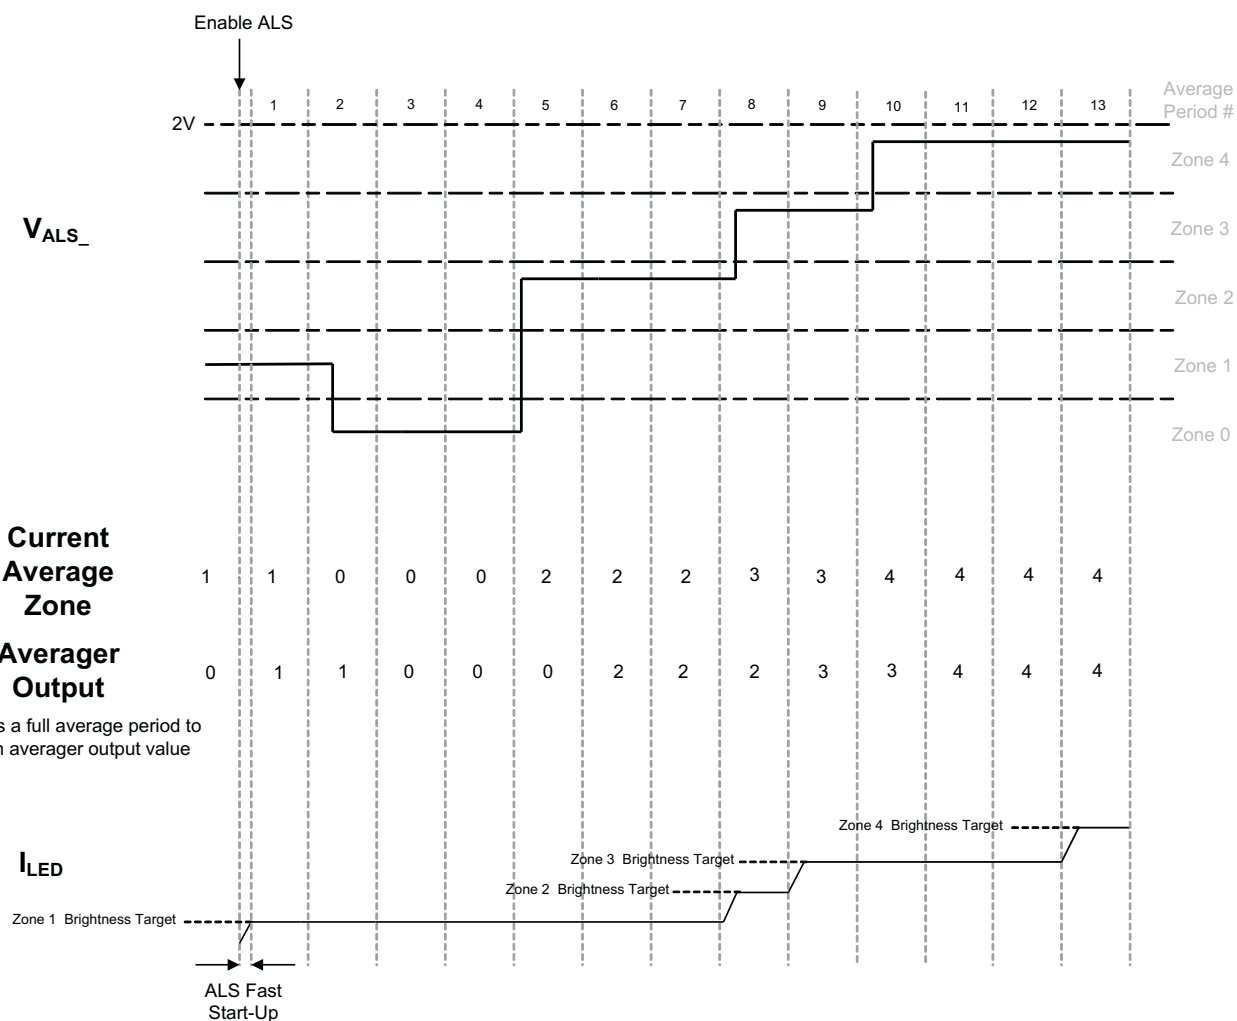 Enable ALS
1 2 3 4 5 6 7 8 9 10 11 12 13
Average
Period #
2V
Zone 4
VALS_
Zone 3
Zone 2
Zone 1
Zone 0
Current
Average
Zone
1 1 0 0 0 2 2 2 3 3 4 4 4 4
Averager
Output
0 1 1 0 0 0 2 2 2 3 3 4 4 4
a full average period to
averager output value
Zone 4 Brightness Target
ILED
Zone 3 Brightness Target
Zone 2 Brightness Target
Zone 1 Brightness Target
ALS Fast
Start-Up